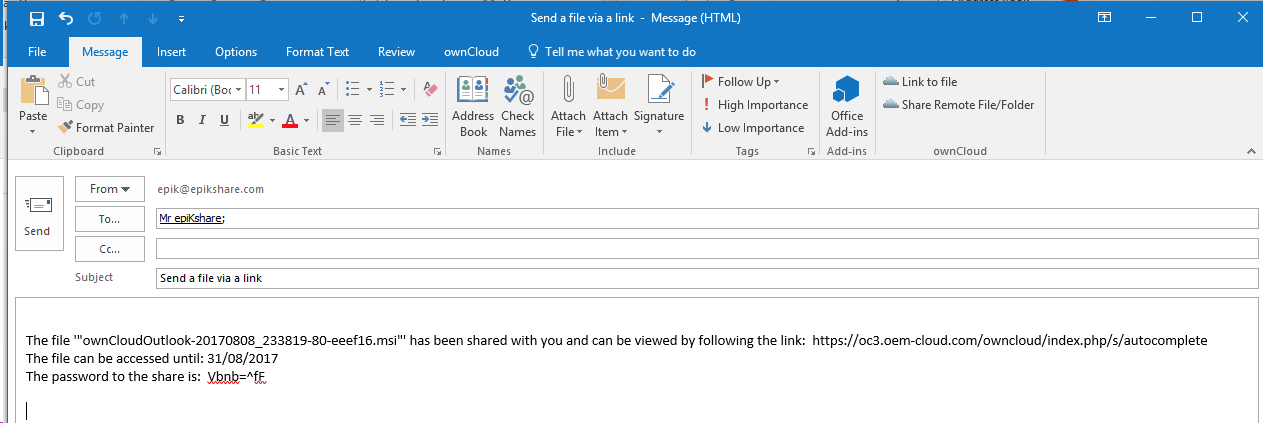 Send a file via a link - Message (HTML)
File Message Insert Options Format Text Review ownCloud Tell me what you want to do
Cut
Copy
Format Painter
Paste
Clipboard
Calibri (Boc 11 A A
B I U ab A
Basic Text
Address Book
Check Names
Names
Attach File
Attach Item
Signature
Include
Follow Up
High Importance
Low Importance
Tags
Office Add-ins
Add-ins
Link to file
Share Remote File/Folder
ownCloud
Send
From epik@epikshare.com
To... Mr epiKshare;
Cc...
Subject Send a file via a link
The file '"ownCloudOutlook-20170808_233819-80-eeef16.msi"' has been shared with you and can be viewed by following the link: https://oc3.oem-cloud.com/owncloud/index.php/s/autocomplete
The file can be accessed until: 31/08/2017
The password to the share is: Vbnb=^fF